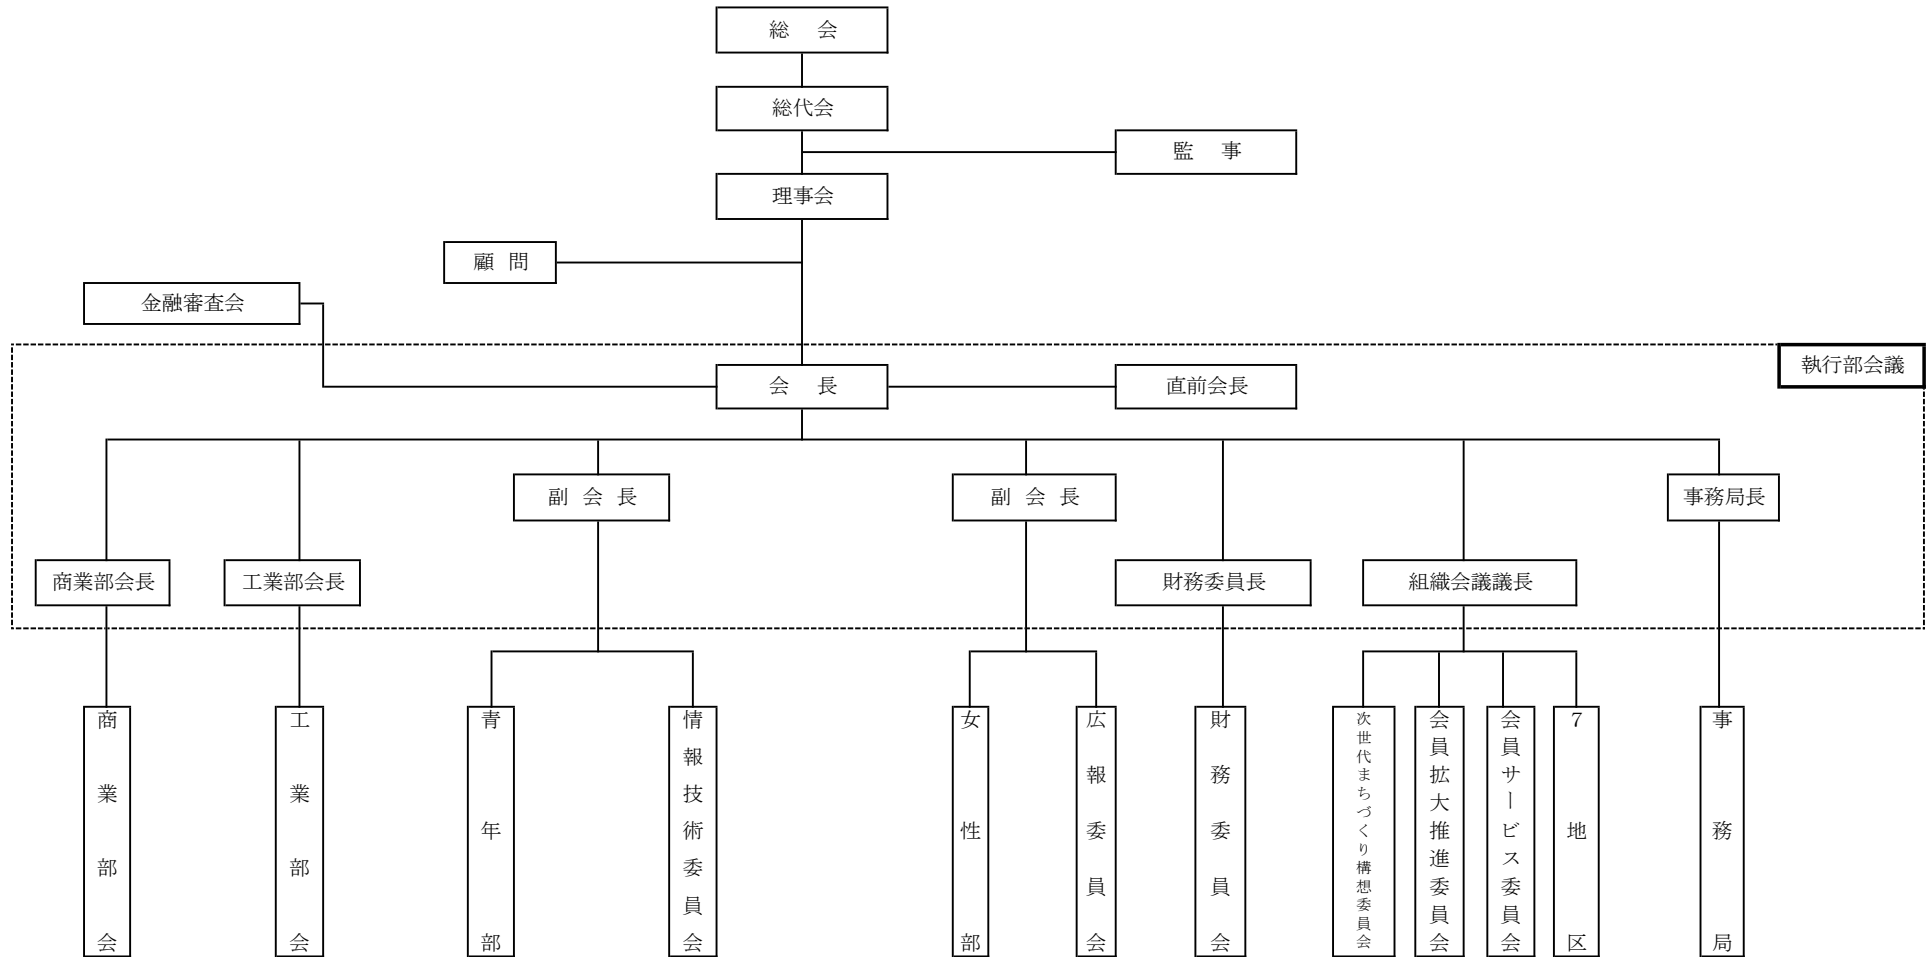 総　会
総代会
監　事
理事会
顧 問
金融審査会
執行部会議
会　長
直前会長
副 会 長
副 会 長
事務局長
商業部会長
工業部会長
財務委員長
組織会議議長
商業部会
工業部会
青年部
情報技術委員会
女性部
広報委員会
財務委員会
次世代まちづくり構想委員会
会員拡大推進委員会
会員サービス委員会
7地区
事務局